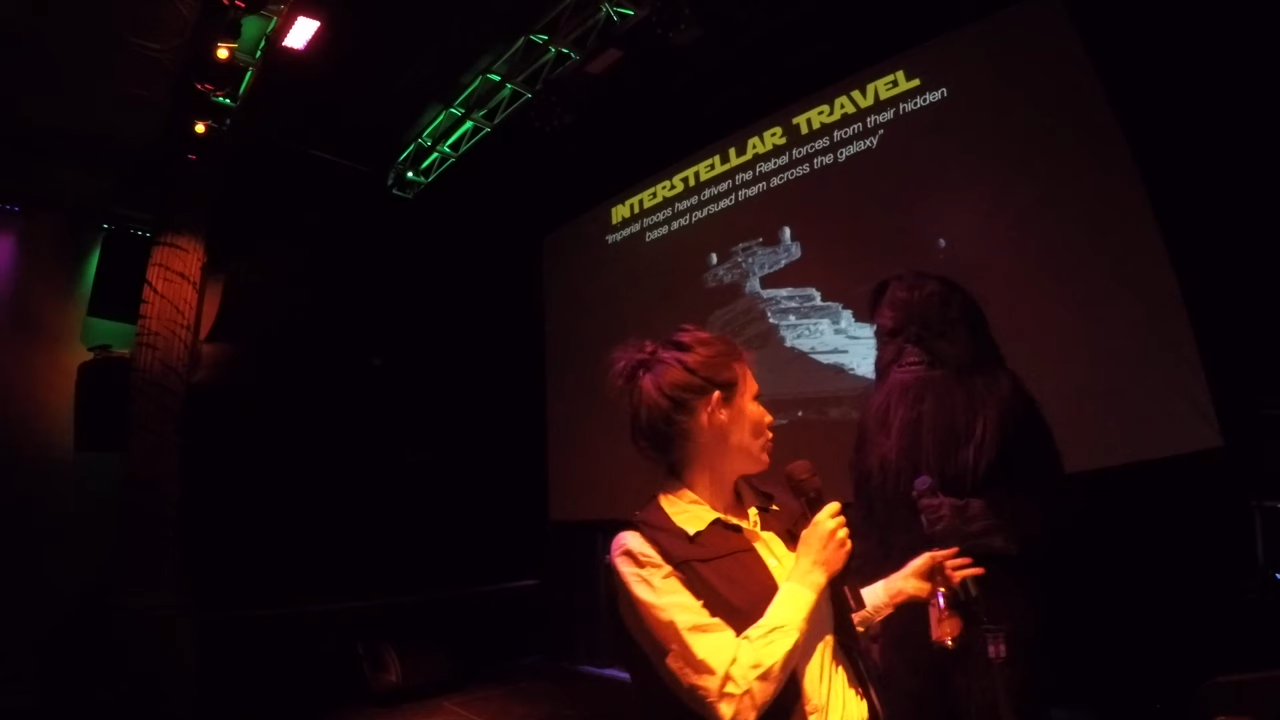 INTERSTELLAR TRAVEL
"Imperial troops have driven the Rebel forces from their hidden
base and pursued them across the galaxy"